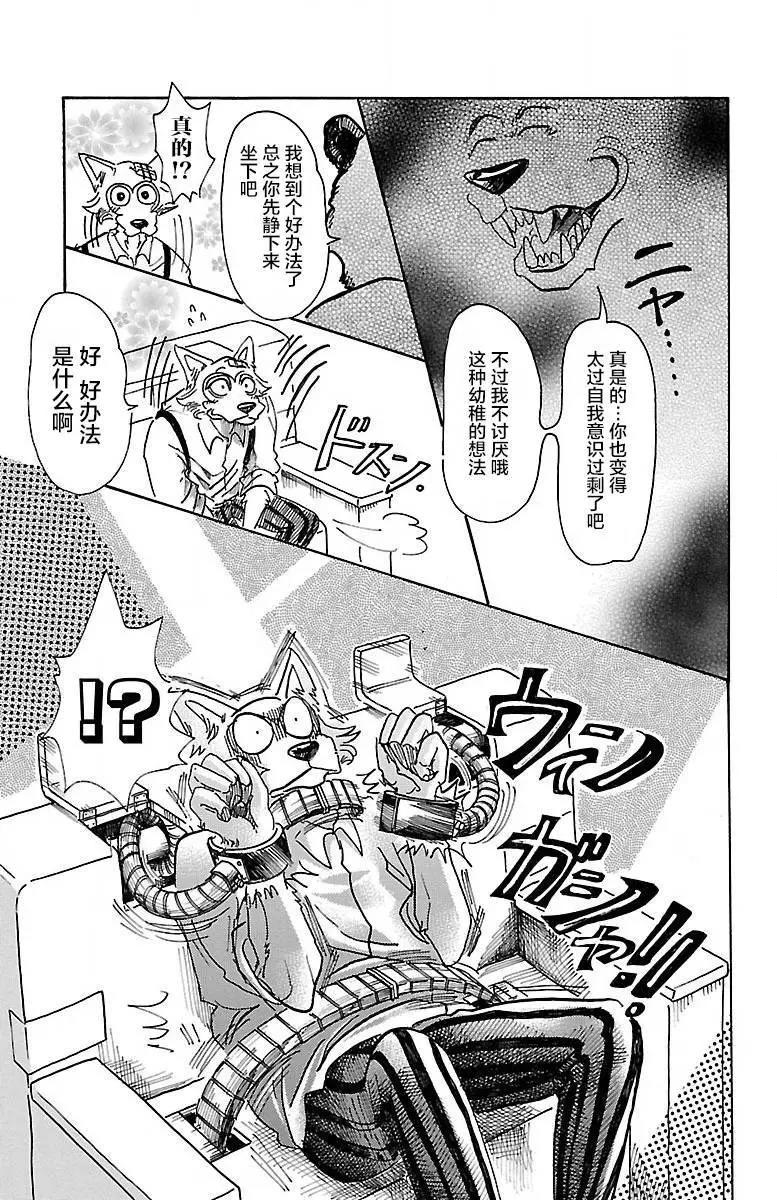 真是的…你也变得
太过自我意识过剩了吧
不过我不讨厌哦
这种幼稚的想法
ニャ…
我想到个好办法了
总之你先静下来
坐下吧
真的!?
ドスン。
好 好办法
是什么啊
!?
ウィイン
ガシャ!!